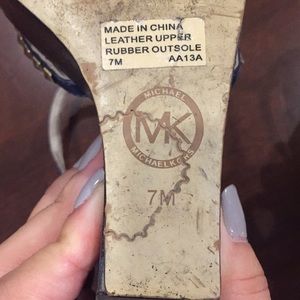 MADE IN CHINA
LEATHER UPPER
RUBBER OUTSOLE
7M AA13A
MICHAEL
MK
MICHAEL KORS
7M